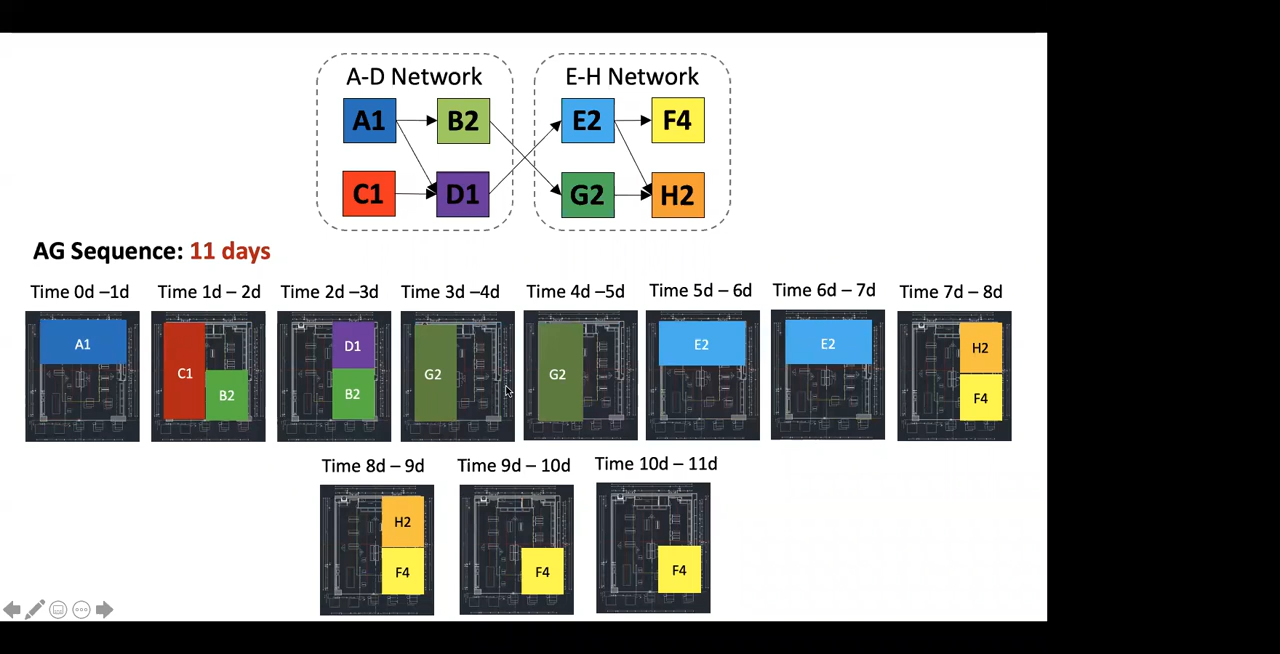 A-D Network
E-H Network
A1
B2
E2
F4
C1
D1
G2
H2
AG Sequence: 11 days
Time 0d –1d
Time 1d – 2d
Time 2d –3d
Time 3d –4d
Time 4d –5d
Time 5d – 6d
Time 6d – 7d
Time 7d – 8d
A1
C1
B2
D1
B2
G2
G2
E2
E2
H2
F4
Time 8d – 9d
Time 9d – 10d
Time 10d – 11d
H2
F4
F4
F4